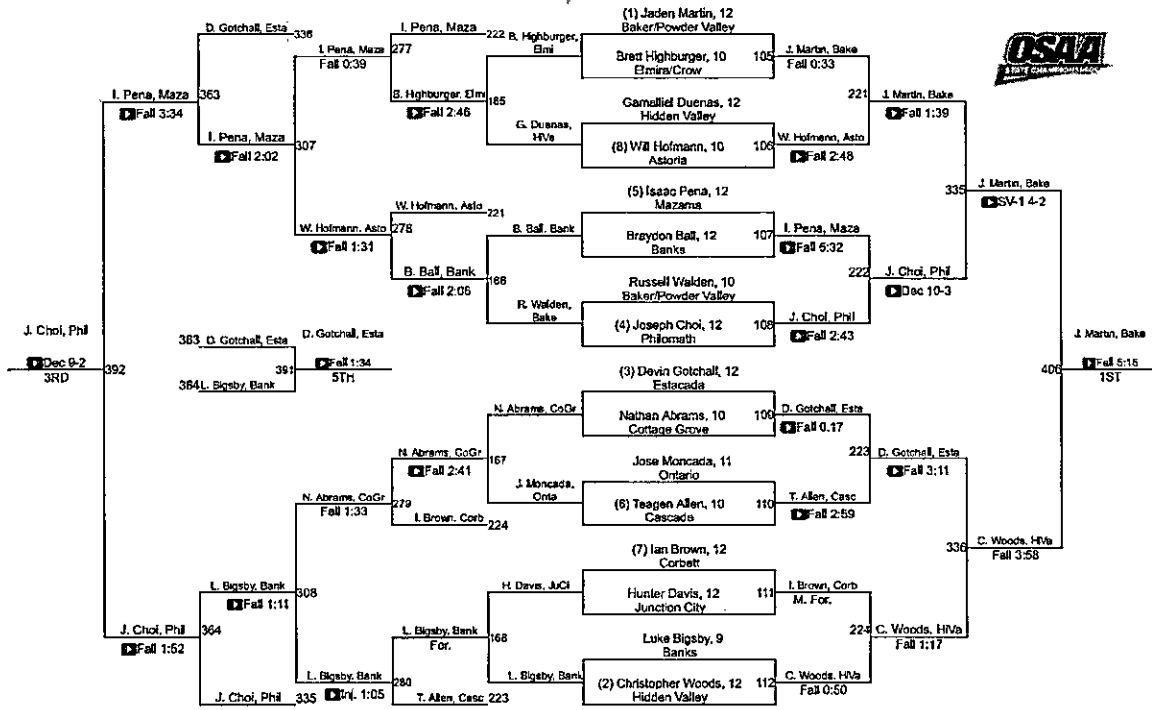 OSAA
(1) Jaden Martin, 12
Baker/Powder Valley
Brett Highburger, 10
Elmira/Crow
105
J. Martin, Bake
Fall 0:33
Gamalliel Duenas, 12
Hidden Valley
(8) Will Hofmann, 10
Astoria
106
W. Hofmann, Asto
Fall 2:48
221
J. Martin, Bake
Fall 1:39
(5) Isaac Pena, 12
Mazama
Braydon Ball, 12
Banks
107
I. Pena, Maza
Fall 5:32
Russell Walden, 10
Baker/Powder Valley
(4) Joseph Choi, 12
Philomath
108
J. Choi, Phil
Fall 2:43
222
J. Choi, Phil
Dec 10-3
335
J. Martin, Bake
SV-1 4-2
(3) Devin Gotchall, 12
Estacada
Nathan Abrams, 10
Cottage Grove
109
D. Gotchall, Esta
Fall 0:17
Jose Moncada, 11
Ontario
(6) Teagen Allen, 10
Cascade
110
T. Allen, Casc
Fall 2:59
223
D. Gotchall, Esta
Fall 3:11
(7) Ian Brown, 12
Corbett
Hunter Davis, 12
Junction City
111
I. Brown, Corb
M. For.
Luke Bigsby, 9
Banks
(2) Christopher Woods, 12
Hidden Valley
112
C. Woods, HiVa
Fall 0:50
224
C. Woods, HiVa
Fall 1:17
336
C. Woods, HiVa
Fall 3:58
406
J. Martin, Bake
Fall 5:15
1ST
B. Highburger,
Elmi
G. Duenas,
HiVa
185
I. Pena, Maza
222
S. Highburger, Elmi
Fall 2:46
277
I. Pena, Maza
Fall 0:39
B. Ball, Bank
R. Walden,
Bake
166
W. Hofmann, Asto
221
B. Ball, Bank
Fall 2:06
278
W. Hofmann, Asto
Fall 1:31
307
D. Gotchall, Esta
336
I. Pena, Maza
Fall 2:02
363
I. Pena, Maza
Fall 3:34
J. Choi, Phil
Dec 9-2
3RD
392
383
D. Gotchall, Esta
364
L. Bigsby, Bank
391
D. Gotchall, Esta
Fall 1:34
5TH
N. Abrams, CoGr
J. Moncada,
Onta
167
N. Abrams, CoGr
Fall 2:41
I. Brown, Corb
224
279
N. Abrams, CoGr
Fall 1:33
H. Davis, JuCi
L. Bigsby, Bank
168
L. Bigsby, Bank
For.
T. Allen, Casc
223
280
L. Bigsby, Bank
Inj. 1:05
308
L. Bigsby, Bank
Fall 1:11
J. Choi, Phil
335
364
J. Choi, Phil
Fall 1:52